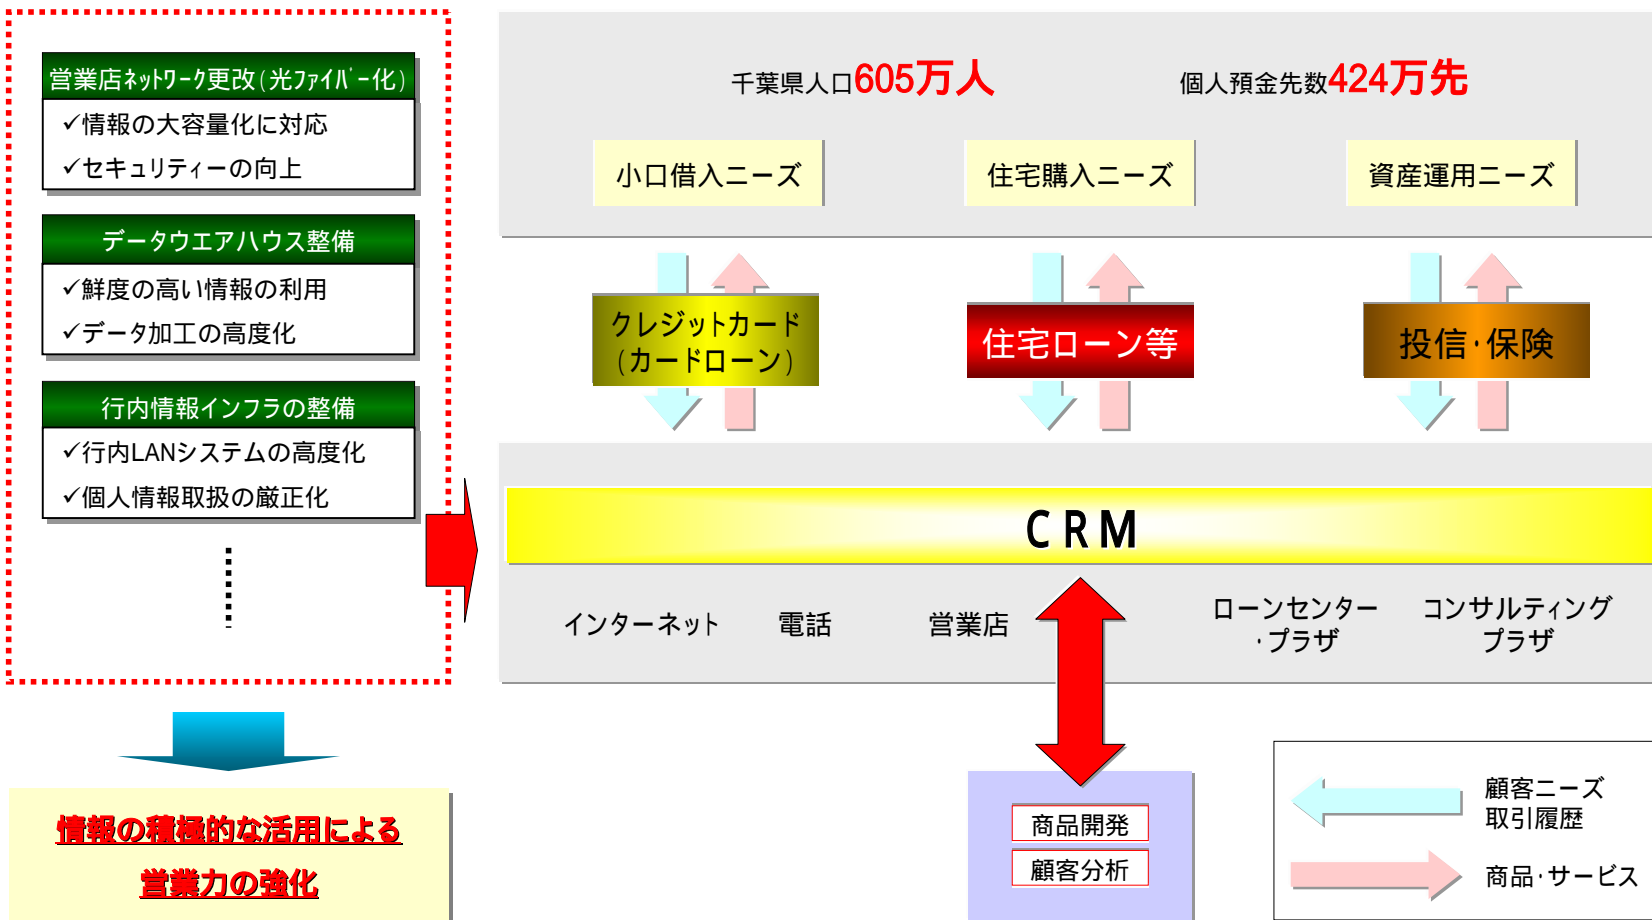 営業店ネットワーク更改(光ファイバー化)
✓情報の大容量化に対応
✓セキュリティーの向上
データウエアハウス整備
✓鮮度の高い情報の利用
✓データ加工の高度化
行内情報インフラの整備
✓行内LANシステムの高度化
✓個人情報取扱の厳正化
情報の積極的な活用による
営業力の強化
千葉県人口605万人
個人預金先数424万先
小口借入ニーズ
住宅購入ニーズ
資産運用ニーズ
クレジットカード
(カードローン)
住宅ローン等
投信・保険
CRM
インターネット
電話
営業店
ローンセンター
・プラザ
コンサルティング
プラザ
商品開発
顧客分析
顧客ニーズ
取引履歴
商品・サービス